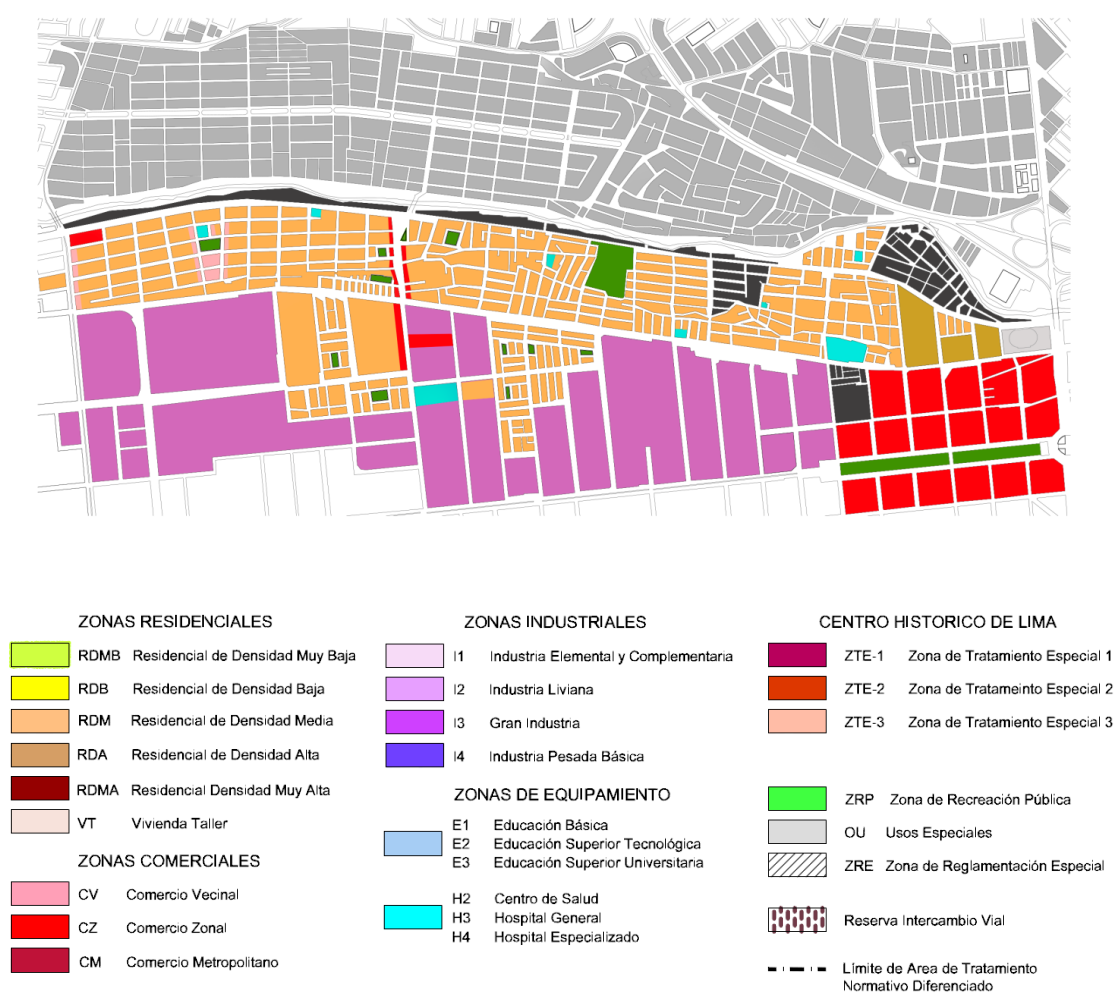 ZONAS RESIDENCIALES
RDMB Residencial de Densidad Muy Baja
RDB Residencial de Densidad Baja
RDM Residencial de Densidad Media
RDA Residencial de Densidad Alta
RDMA Residencial Densidad Muy Alta
VT Vivienda Taller
ZONAS COMERCIALES
CV Comercio Vecinal
CZ Comercio Zonal
CM Comercio Metropolitano
ZONAS INDUSTRIALES
I1 Industria Elemental y Complementaria
I2 Industria Liviana
I3 Gran Industria
I4 Industria Pesada Básica
ZONAS DE EQUIPAMIENTO
E1 Educación Básica
E2 Educación Superior Tecnológica
E3 Educación Superior Universitaria
H2 Centro de Salud
H3 Hospital General
H4 Hospital Especializado
CENTRO HISTORICO DE LIMA
ZTE-1 Zona de Tratamiento Especial 1
ZTE-2 Zona de Tratameinto Especial 2
ZTE-3 Zona de Tratamiento Especial 3
ZRP Zona de Recreación Pública
OU Usos Especiales
ZRE Zona de Reglamentación Especial
Reserva Intercambio Vial
Límite de Area de Tratamiento
Normativo Diferenciado